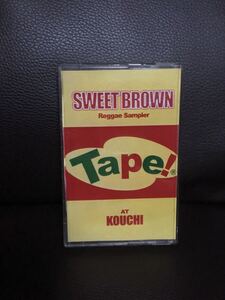 SWEET BROWN
Reggae Sampler
Tape!®
AT
KOUCHI